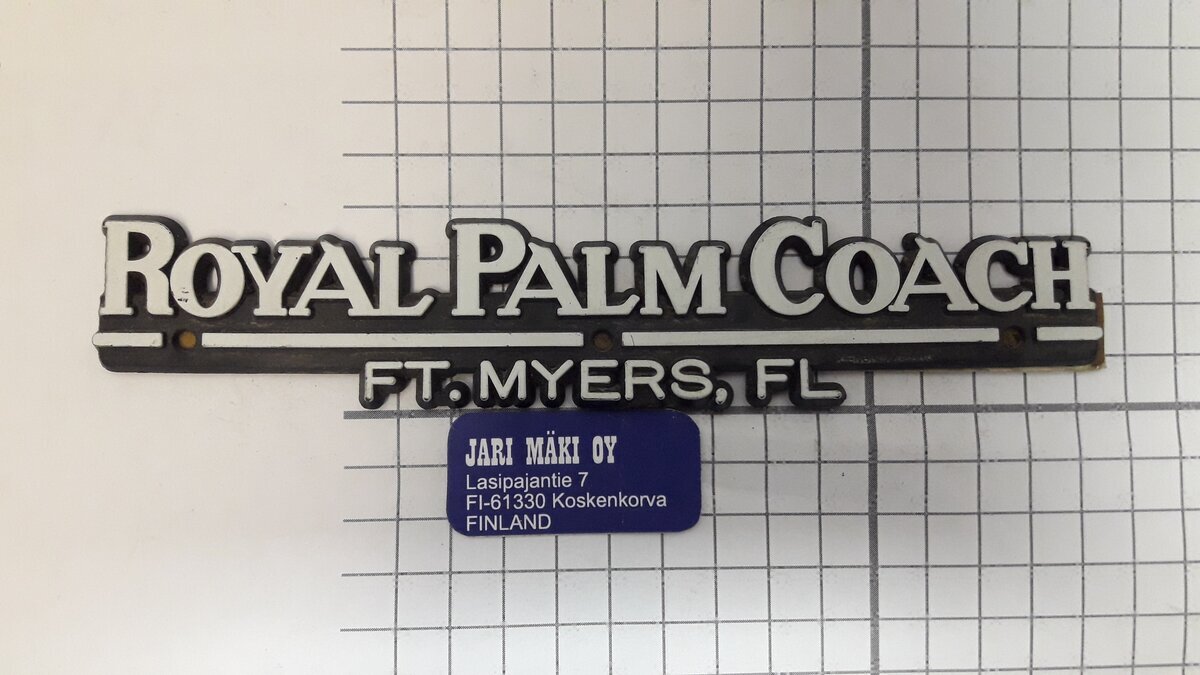 ROYAL PALM COACH
FT. MYERS, FL
JARI MÄKI OY
Lasipajantie 7
FI-61330 Koskenkorva
FINLAND